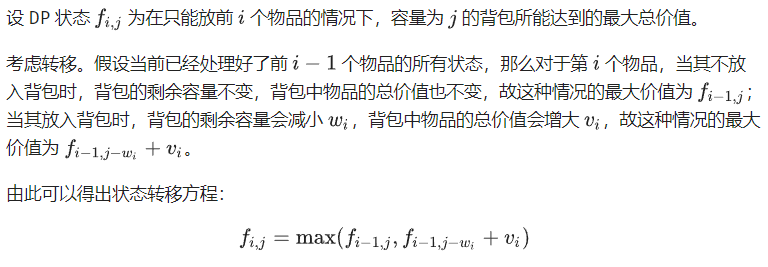 设 DP 状态 f_{i,j} 为在只能放前 i 个物品的情况下，容量为 j 的背包所能达到的最大总价值。
考虑转移。假设当前已经处理好了前 i − 1 个物品的所有状态，那么对于第 i 个物品，当其不放
入背包时，背包的剩余容量不变，背包中物品的总价值也不变，故这种情况的最大价值为 f_{i−1,j}；
当其放入背包时，背包的剩余容量会减小 w_i，背包中物品的总价值会增大 v_i，故这种情况的最大
价值为 f_{i−1,j−w_i} + v_i。
由此可以得出状态转移方程：
f_{i,j} = max(f_{i−1,j}, f_{i−1,j−w_i} + v_i)